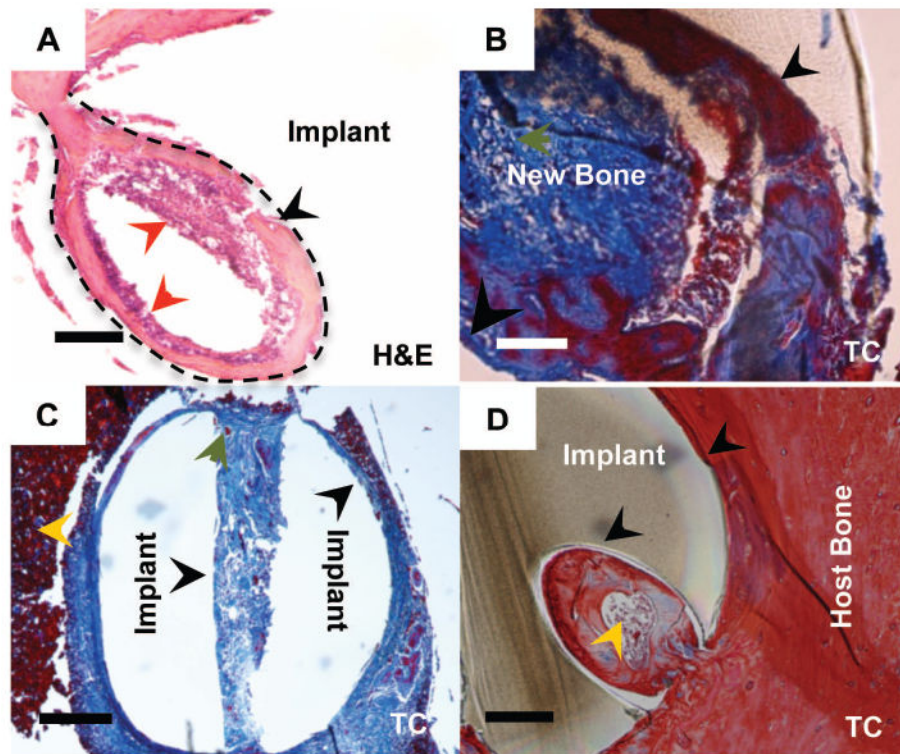 A
Implant
H&E
B
New Bone
TC
C
Implant
Implant
TC
D
Implant
Host Bone
TC